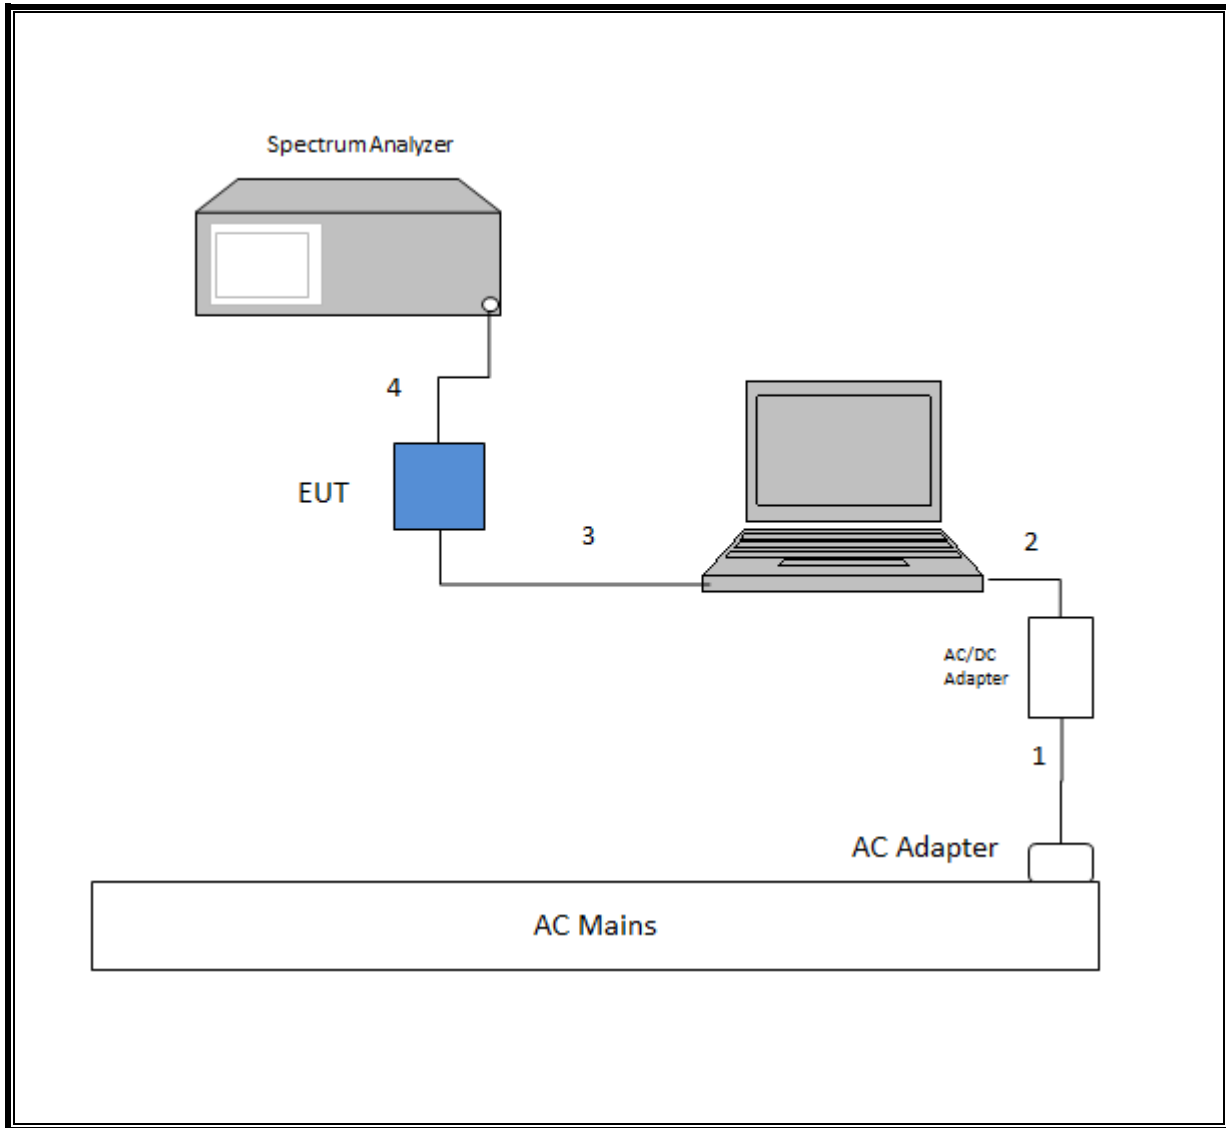 Spectrum Analyzer
4
EUT
3
2
AC/DC
Adapter
1
AC Adapter
AC Mains